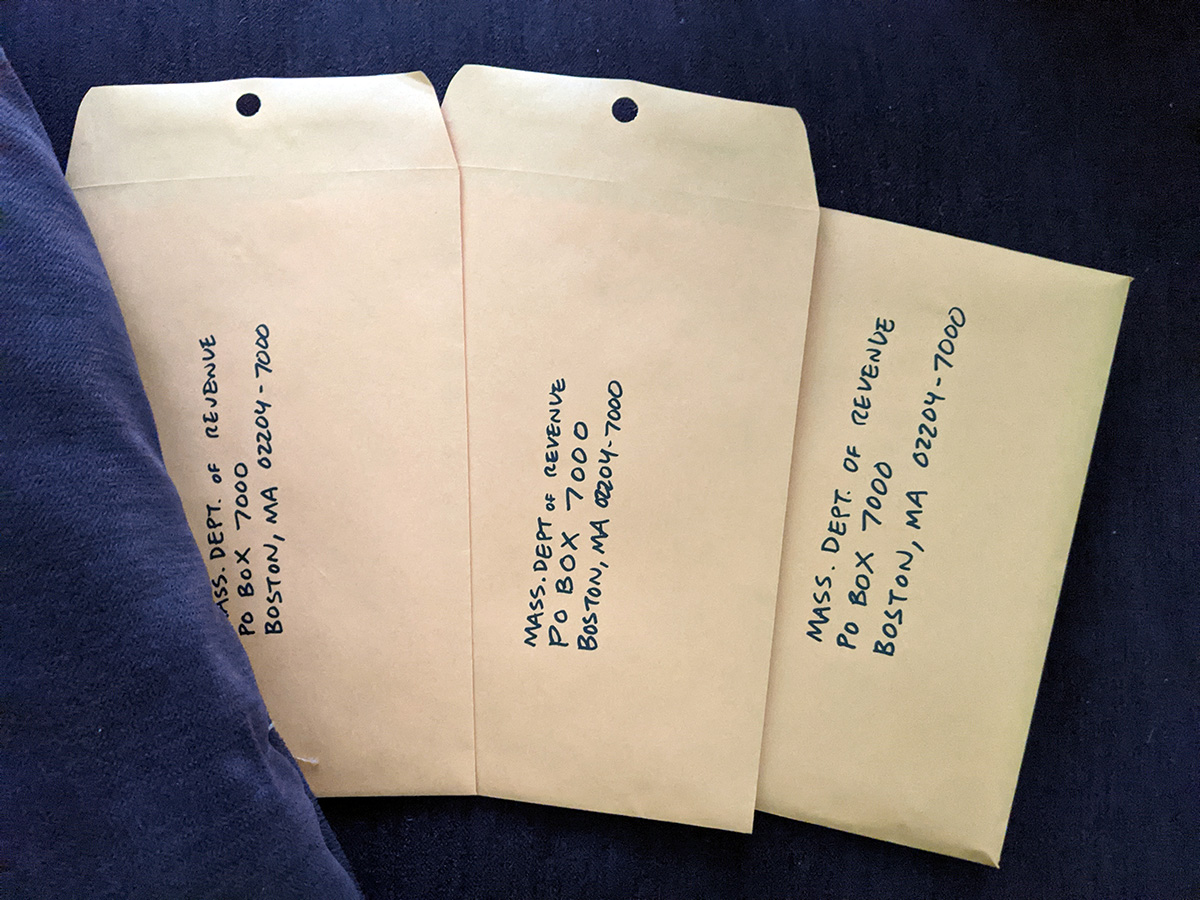 ASS. DEPT. OF REVENUE
PO BOX 7000
BOSTON, MA 02204-7000
MASS. DEPT OF REVENUE
PO BOX 7000
BOSTON, MA 02204-7000
MASS. DEPT. OF REVENUE
PO BOX 7000
BOSTON, MA 02204-7000